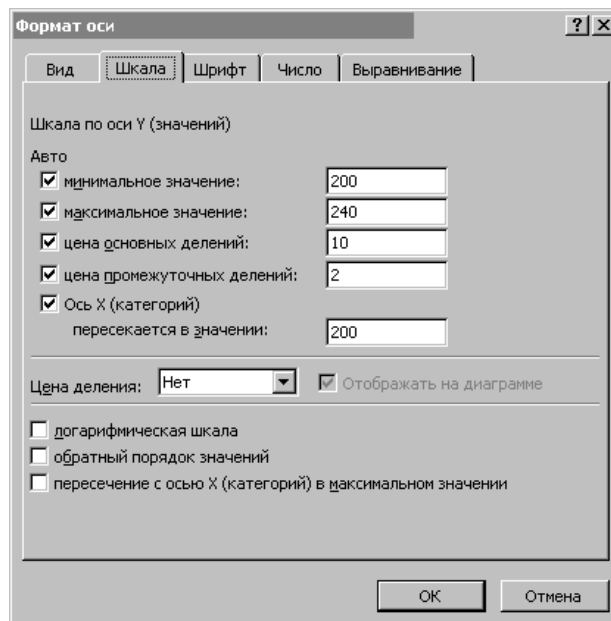 Формат оси
Вид Шкала Шрифт Число Выравнивание
Шкала по оси Y (значений)
Авто
минимальное значение: 200
максимальное значение: 240
цена основных делений: 10
цена промежуточных делений: 2
Ось X (категорий)
пересекается в значении: 200
Цена деления: Нет Отображать на диаграмме
логарифмическая шкала
обратный порядок значений
пересечение с осью X (категорий) в максимальном значении
ОК Отмена